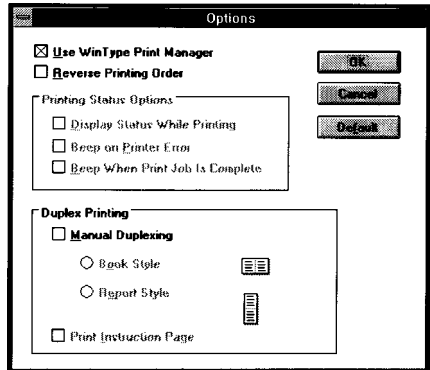 Options
Use WinType Print Manager
Reverse Printing Order
OK
Cancel
Default
Printing Status Options
Display Status While Printing
Beep on Printer Error
Beep When Print Job Is Complete
Duplex Printing
Manual Duplexing
Book Style
Report Style
Print Instruction Page